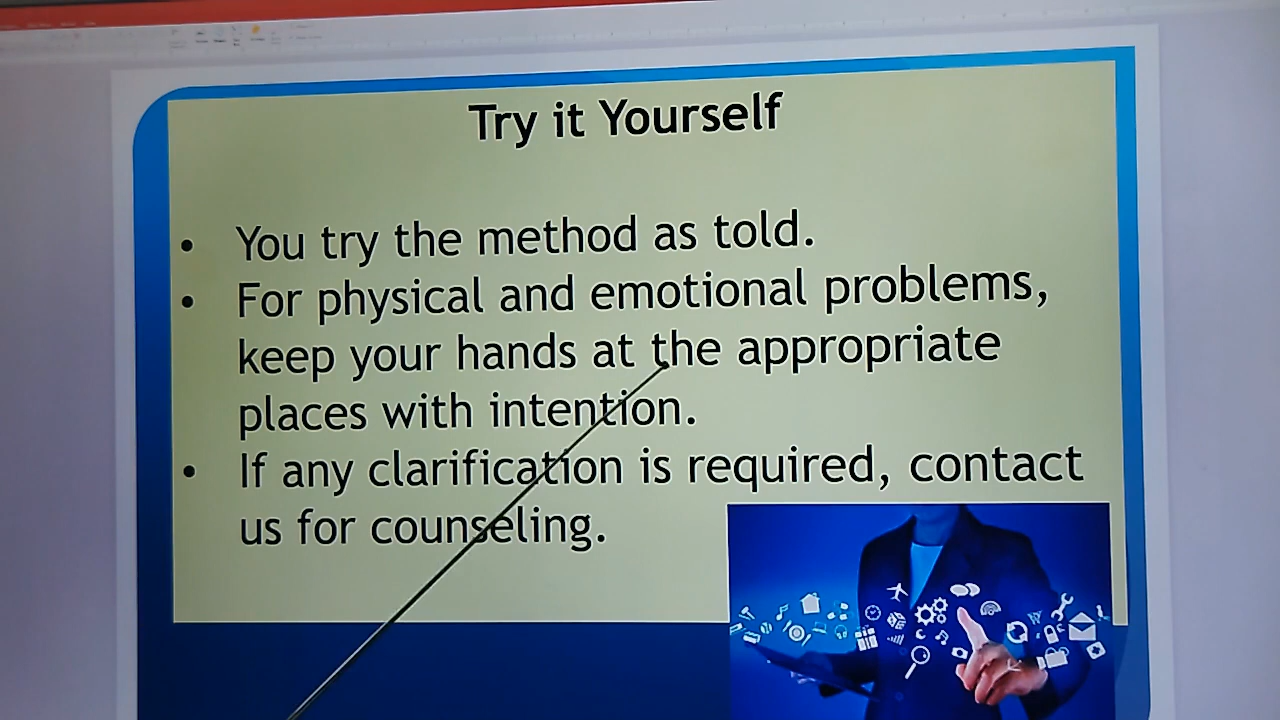 Try it Yourself
• You try the method as told.
• For physical and emotional problems,
keep your hands at the appropriate
places with intention.
• If any clarification is required, contact
us for counseling.